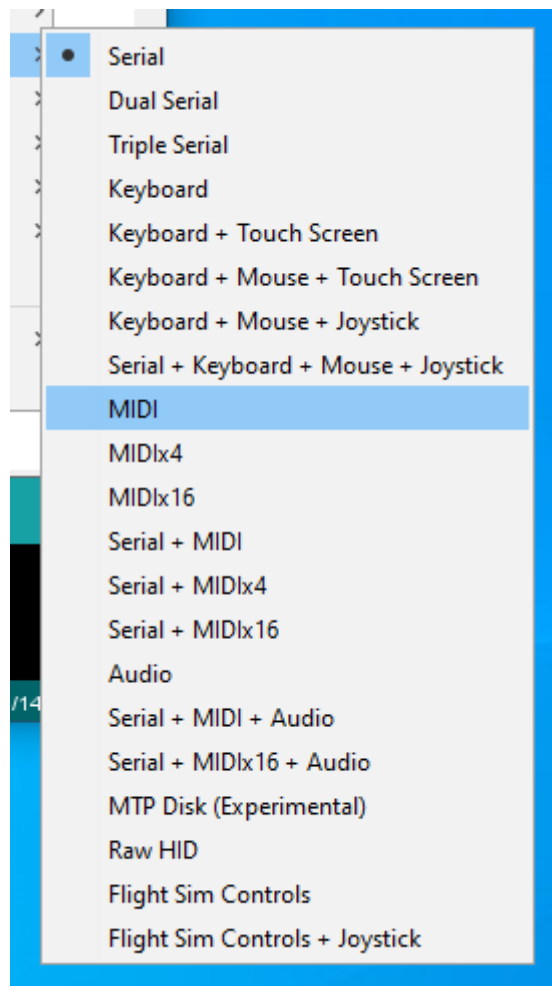 Serial
Dual Serial
Triple Serial
Keyboard
Keyboard + Touch Screen
Keyboard + Mouse + Touch Screen
Keyboard + Mouse + Joystick
Serial + Keyboard + Mouse + Joystick
MIDI
MIDIx4
MIDIx16
Serial + MIDI
Serial + MIDIx4
Serial + MIDIx16
Audio
/14
Serial + MIDI + Audio
Serial + MIDIx16 + Audio
MTP Disk (Experimental)
Raw HID
Flight Sim Controls
Flight Sim Controls + Joystick